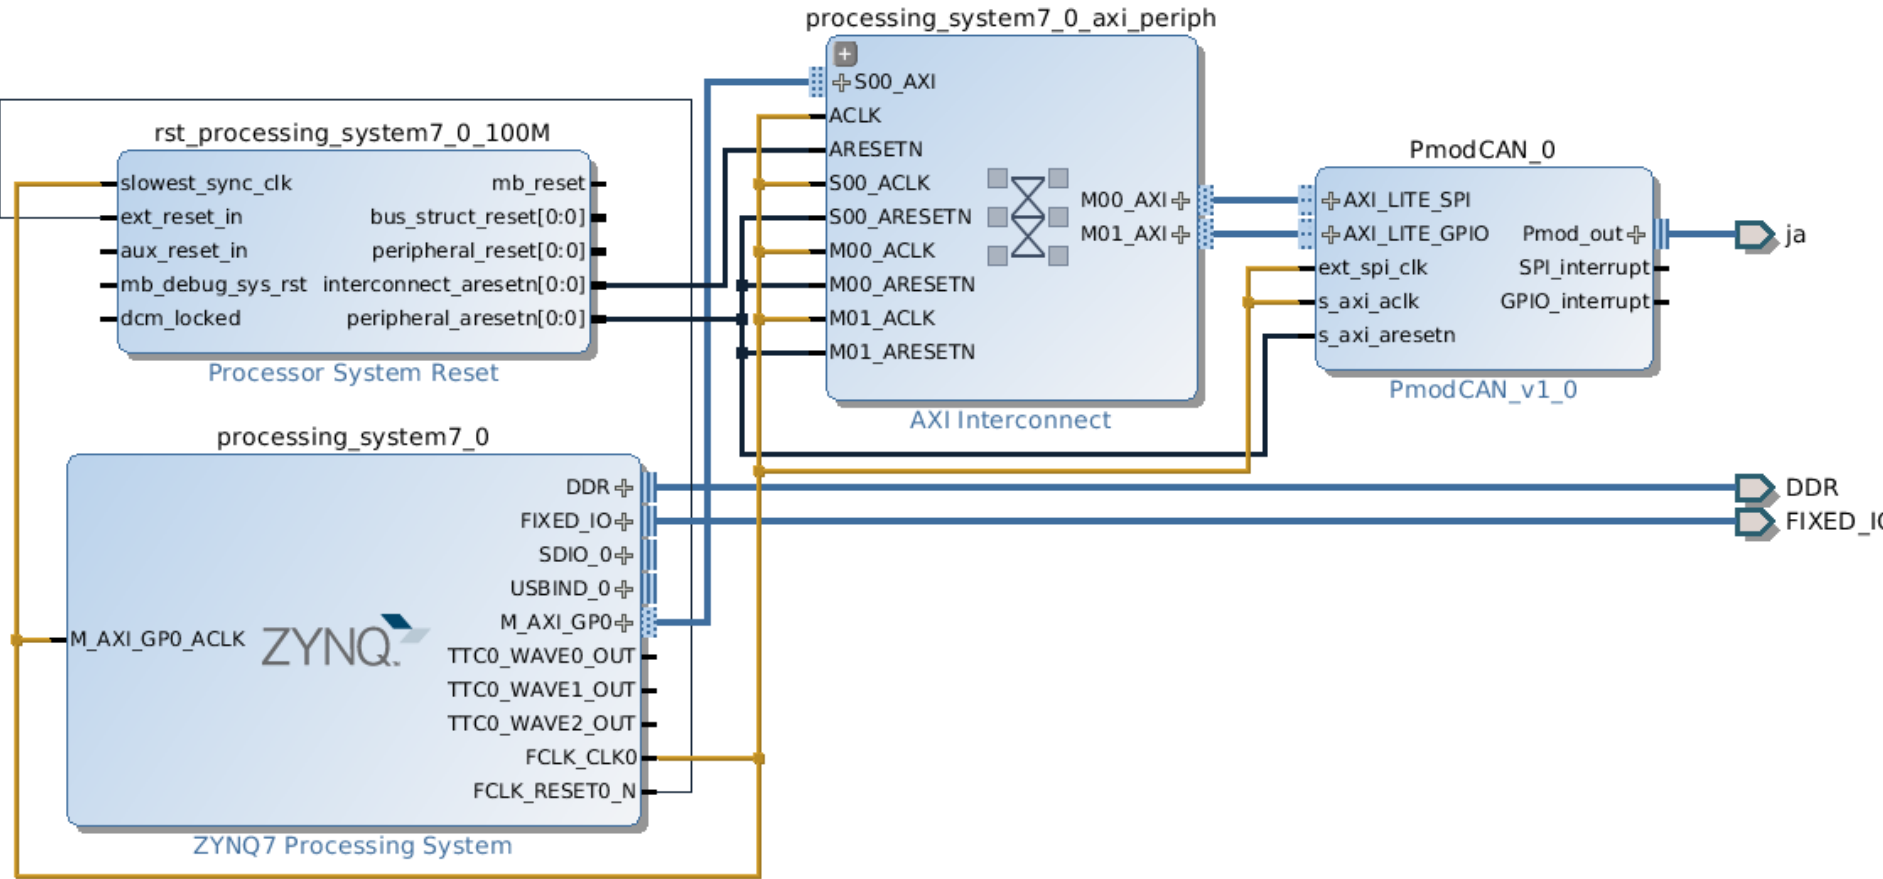 processing_system7_0_axi_periph
S00_AXI
ACLK
ARESETN
S00_ACLK
S00_ARESETN
M00_ACLK
M00_ARESETN
M01_ACLK
M01_ARESETN
M00_AXI
M01_AXI
AXI Interconnect
rst_processing_system7_0_100M
slowest_sync_clk
ext_reset_in
aux_reset_in
mb_debug_sys_rst
dcm_locked
mb_reset
bus_struct_reset[0:0]
peripheral_reset[0:0]
interconnect_aresetn[0:0]
peripheral_aresetn[0:0]
Processor System Reset
PmodCAN_0
AXI_LITE_SPI
AXI_LITE_GPIO
ext_spi_clk
s_axi_aclk
s_axi_aresetn
Pmod_out
SPI_interrupt
GPIO_interrupt
PmodCAN_v1_0
ja
processing_system7_0
M_AXI_GP0_ACLK
ZYNQ
DDR
FIXED_IO
SDIO_0
USBIND_0
M_AXI_GP0
TTC0_WAVE0_OUT
TTC0_WAVE1_OUT
TTC0_WAVE2_OUT
FCLK_CLK0
FCLK_RESET0_N
ZYNQ7 Processing System
DDR